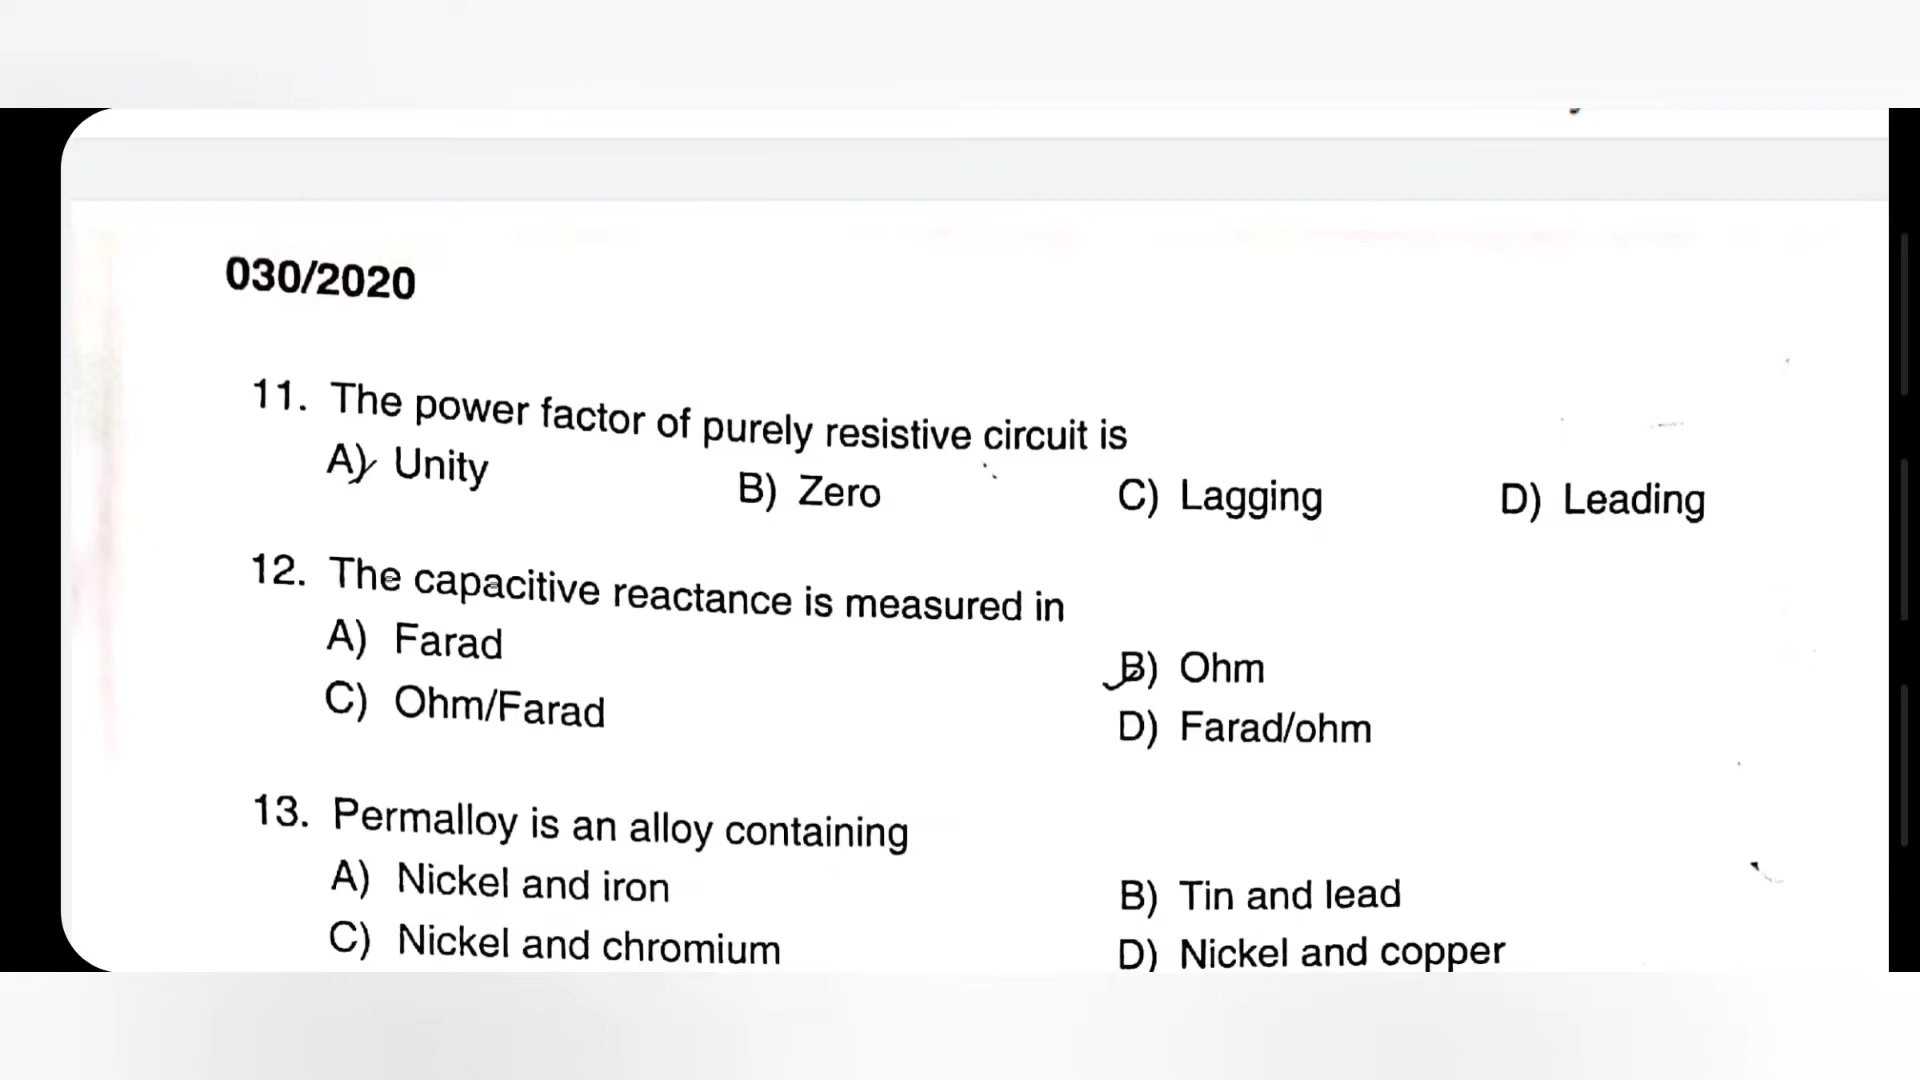 030/2020
11. The power factor of purely resistive circuit is
A) Unity B) Zero C) Lagging D) Leading
12. The capacitive reactance is measured in
A) Farad B) Ohm
C) Ohm/Farad D) Farad/ohm
13. Permalloy is an alloy containing
A) Nickel and iron B) Tin and lead
C) Nickel and chromium D) Nickel and copper